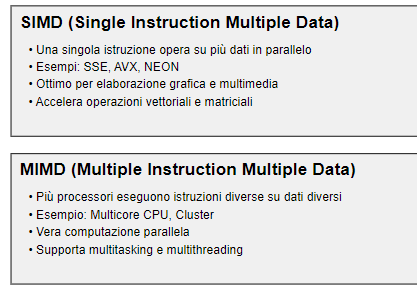 SIMD (Single Instruction Multiple Data)
• Una singola istruzione opera su più dati in parallelo
• Esempi: SSE, AVX, NEON
• Ottimo per elaborazione grafica e multimedia
• Accelera operazioni vettoriali e matriciali
MIMD (Multiple Instruction Multiple Data)
• Più processori eseguono istruzioni diverse su dati diversi
• Esempio: Multicore CPU, Cluster
• Vera computazione parallela
• Supporta multitasking e multithreading